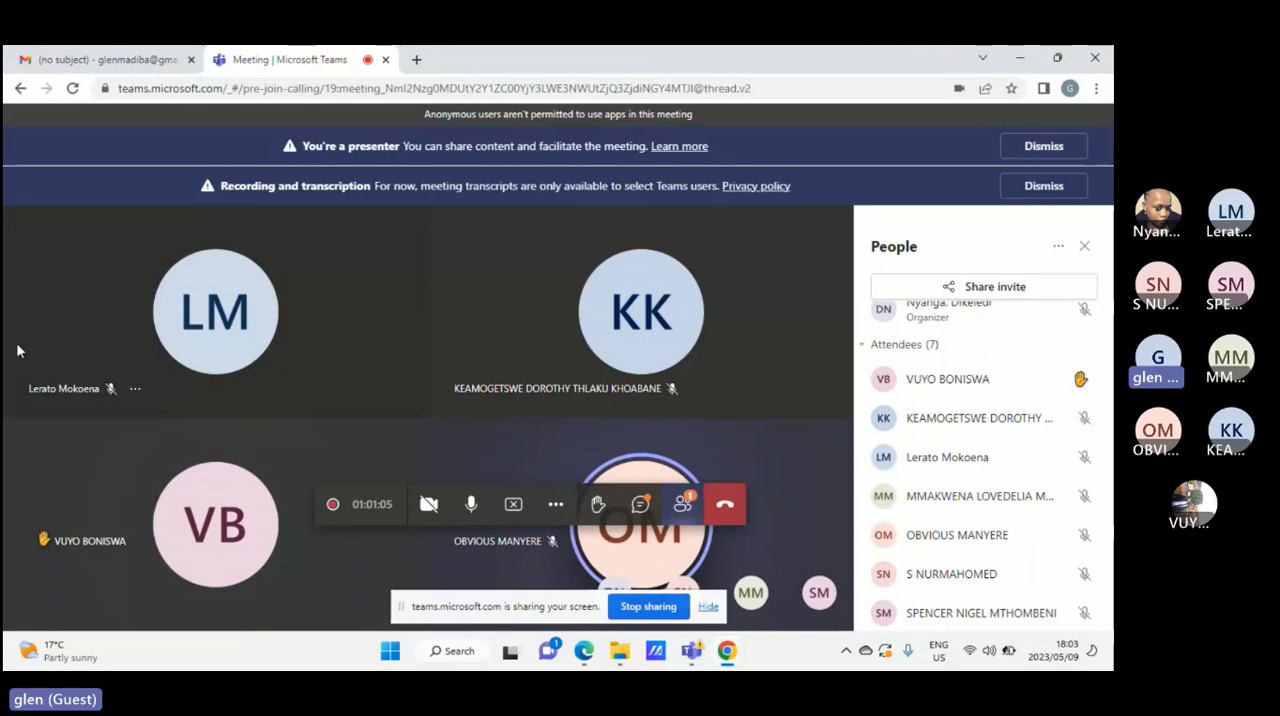 (no subject) - glenmadiba@gma
Meeting | Microsoft Teams
teams.microsoft.com/_#/pre-join-calling/19:meeting_NmI2Nzg0MDUtY2Y1ZC00YjY3LWE3NWUtZjQ3ZjdiNGY4MTJl@thread.v2
G
Anonymous users aren't permitted to use apps in this meeting
You're a presenter You can share content and facilitate the meeting. Learn more
Dismiss
Recording and transcription For now, meeting transcripts are only available to select Teams users. Privacy policy
Dismiss
LM
Lerato Mokoena
KK
KEAMOGETSWE DOROTHY THLAKU KHOABANE
VB
VUYO BONISWA
OM
OBVIOUS MANYERE
01:01:05
1
MM
SM
teams.microsoft.com is sharing your screen.
Stop sharing
Hide
People
Share invite
DN
Nyanga, Dikeledi
Organizer
Attendees (7)
VB VUYO BONISWA
KK KEAMOGETSWE DOROTHY ...
LM Lerato Mokoena
MM MMAKWENA LOVEDELIA M...
OM OBVIOUS MANYERE
SN S NURMAHOMED
SM SPENCER NIGEL MTHOMBENI
17°C
Partly sunny
Search
1
ENG
US
18:03
2023/05/09
Nyan...
LM
Lerat...
SN
S NU...
SM
SPE...
G
glen ...
MM
MM...
OM
OBVI...
KK
KEA...
VUY...
glen (Guest)